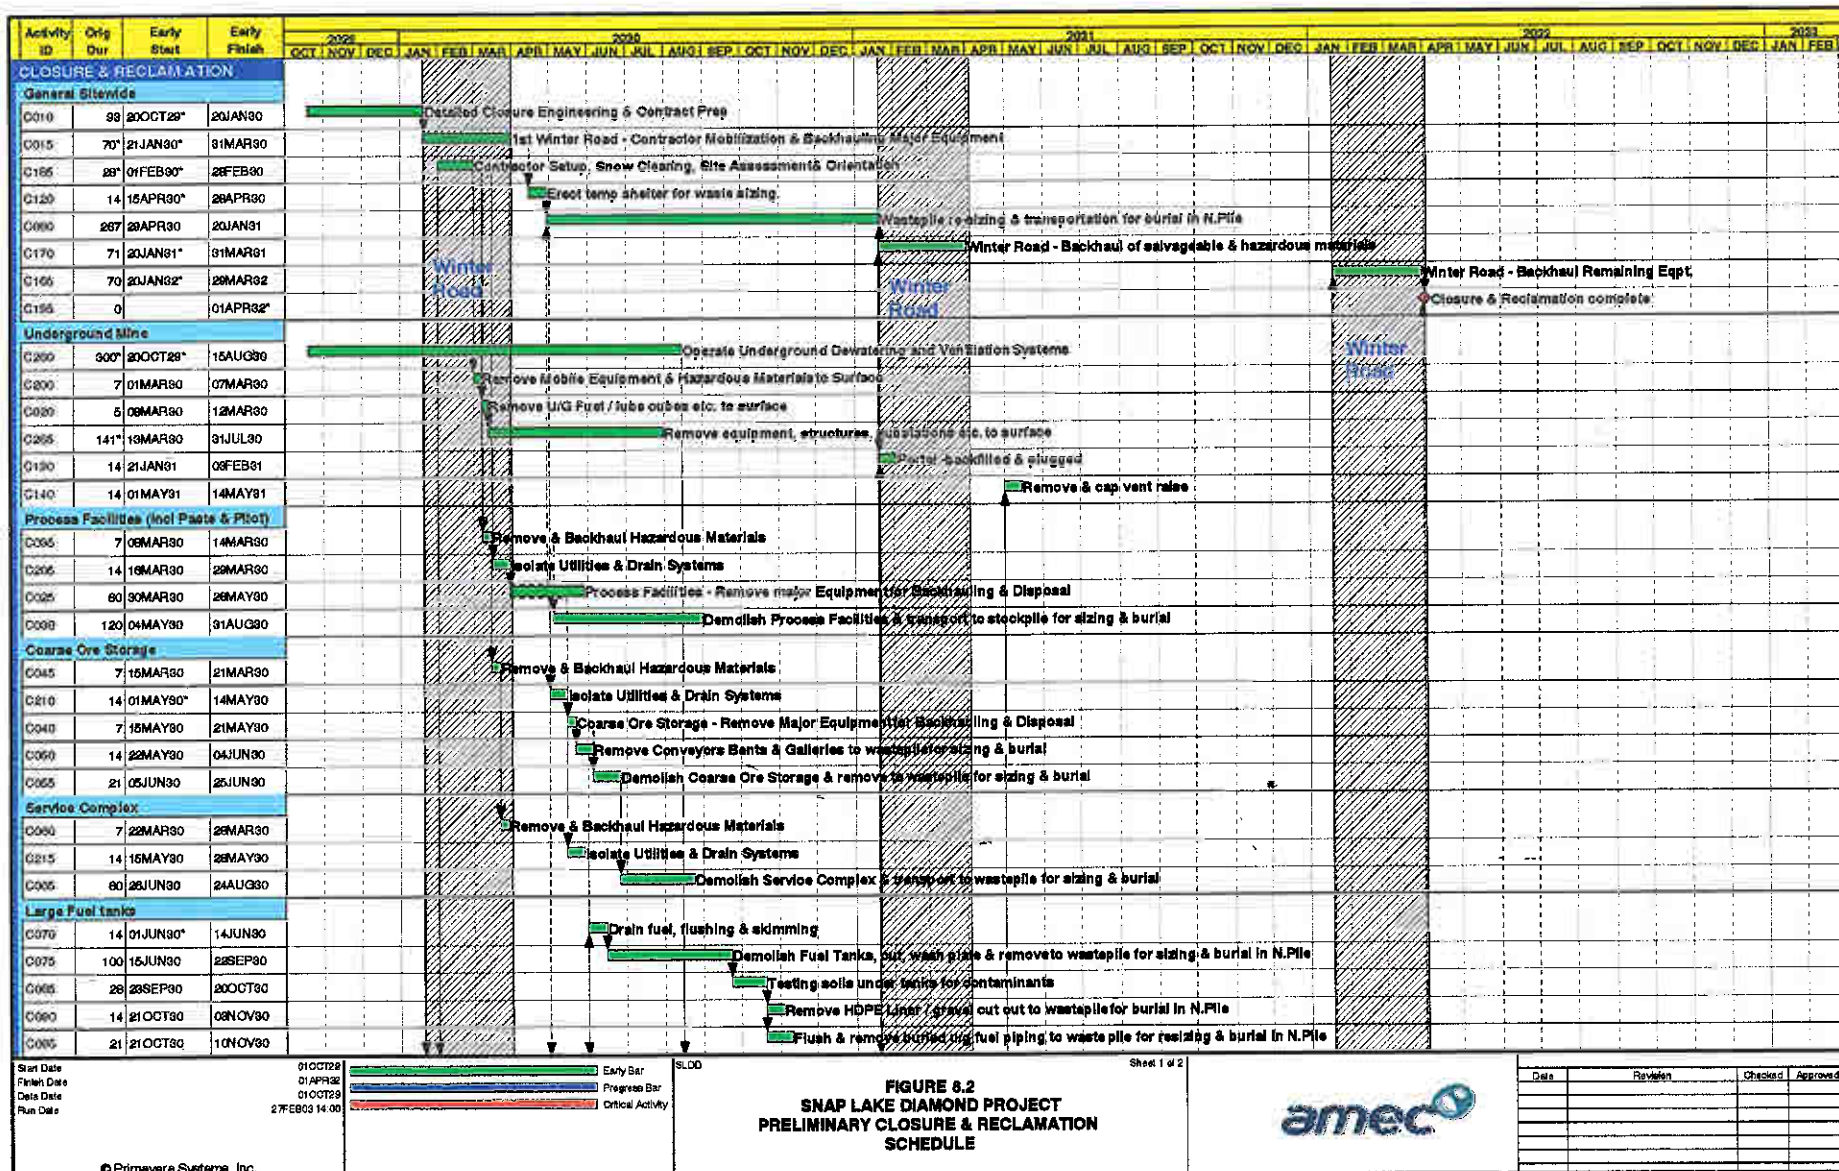 Activity ID Orig Dur Early Start Early Finish
2029 2030 2031 2032 2033
OCT NOV DEC JAN FEB MAR APR MAY JUN JUL AUG SEP OCT NOV DEC JAN FEB MAR APR MAY JUN JUL AUG SEP OCT NOV DEC JAN FEB MAR APR MAY JUN JUL AUG SEP OCT NOV DEC JAN FEB
CLOSURE & RECLAMATION
General Sitewide
C010 93 20OCT29* 20JAN30 Detailed Closure Engineering & Contract Prep
C015 70* 21JAN30* 31MAR30 1st Winter Road - Contractor Mobilization & Backhauling Major Equipment
28* 01FEB30* 28FEB30 Contractor Setup, Snow Clearing, Site Assessment& Orientation
C120 14 15APR30* 28APR30 Erect temp shelter for waste sizing.
267 29APR30 20JAN31 Wastepile re-sizing & transportation for burial in N.Pile
C170 71 20JAN31* 31MAR31 Winter Road - Backhaul of salvageable & hazardous materials
70 20JAN32* 29MAR32 Winter Road - Backhaul Remaining Eqpt.
0 01APR32* Closure & Reclamation complete
Winter Road
Winter Road
Winter Road
Underground Mine
300* 20OCT29* 15AUG30 Operate Underground Dewatering and Ventilation Systems
C200 7 01MAR30 07MAR30 Remove Mobile Equipment & Hazardous Materials to Surface
C020 5 08MAR30 12MAR30 Remove U/G Fuel / lube cubes etc. to surface
141* 13MAR30 31JUL30 Remove equipment, structures, substations etc. to surface
14 21JAN31 03FEB31 Portal -backfilled & plugged
C140 14 01MAY31 14MAY31 Remove & cap vent raise
Process Facilities (incl Paste & Pilot)
C035 7 08MAR30 14MAR30 Remove & Backhaul Hazardous Materials
C205 14 16MAR30 29MAR30 Isolate Utilities & Drain Systems
C025 60 30MAR30 28MAY30 Process Facilities - Remove major Equipment for Backhauling & Disposal
C030 120 04MAY30 31AUG30 Demolish Process Facilities & transport to stockpile for sizing & burial
Coarse Ore Storage
C045 7 15MAR30 21MAR30 Remove & Backhaul Hazardous Materials
C210 14 01MAY30* 14MAY30 Isolate Utilities & Drain Systems
C040 7 15MAY30 21MAY30 Coarse Ore Storage - Remove Major Equipment for Backhauling & Disposal
C050 14 22MAY30 04JUN30 Remove Conveyors Bents & Galleries to wastepile for sizing & burial
C055 21 05JUN30 25JUN30 Demolish Coarse Ore Storage & remove to wastepile for sizing & burial
Service Complex
C060 7 22MAR30 28MAR30 Remove & Backhaul Hazardous Materials
C215 14 15MAY30 28MAY30 Isolate Utilities & Drain Systems
C065 60 26JUN30 24AUG30 Demolish Service Complex & transport to wastepile for sizing & burial
Large Fuel tanks
C070 14 01JUN30* 14JUN30 Drain fuel, flushing & skimming
C075 100 15JUN30 22SEP30 Demolish Fuel Tanks, cut, wash plate & remove to wastepile for sizing & burial in N.Pile
28 23SEP30 20OCT30 Testing soils under tanks for contaminants
14 21OCT30 03NOV30 Remove HDPE Liner / gravel cut out to wastepile for burial in N.Pile
21 21OCT30 10NOV30 Flush & remove buried u/g fuel piping to waste pile for resizing & burial in N.Pile
Start Date 01OCT29
Finish Date 01APR32
Data Date 01OCT29
Run Date 27FEB03 14:00
© Primavera Systems, Inc.
Early Bar
Progress Bar
Critical Activity
SLDD
Sheet 1 of 2
FIGURE 8.2
SNAP LAKE DIAMOND PROJECT
PRELIMINARY CLOSURE & RECLAMATION
SCHEDULE
amec
Date Revision Checked Approved